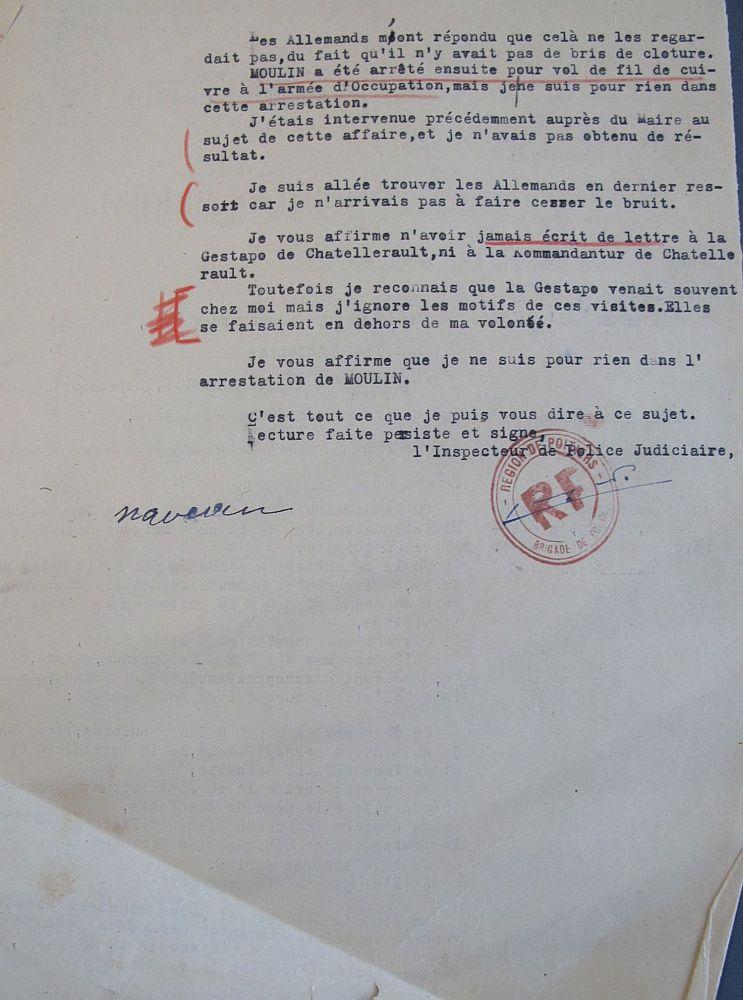 Les Allemands m'ont répondu que celà ne les regar-
dait pas,du fait qu'il n'y avait pas de bris de cloture.
MOULIN a été arrêté ensuite pour vol de fil de cui-
vre à l'armée d'Occupation,mais jene suis pour rien dans
cette arrestation.
J'étais intervenue précédemment auprès du Maire au
sujet de cette affaire,et je n'avais pas obtenu de ré-
sultat.
Je suis allée trouver les Allemands en dernier res-
sort car je n'arrivais pas à faire cesser le bruit.
Je vous affirme n'avoir jamais écrit de lettre à la
Gestapo de Chatellerault,ni à la Kommandantur de Chatelle
rault.
Toutefois je reconnais que la Gestapo venait souvent
chez moi mais j'ignore les motifs de ces visites.Elles
se faisaient en dehors de ma volonté.
Je vous affirme que je ne suis pour rien dans l'
arrestation de MOULIN.
C'est tout ce que je puis vous dire à ce sujet.
Lecture faite persiste et signe,
l'Inspecteur de Police Judiciaire,
RÉGION DE POITIERS
RF
BRIGADE DE POLICE